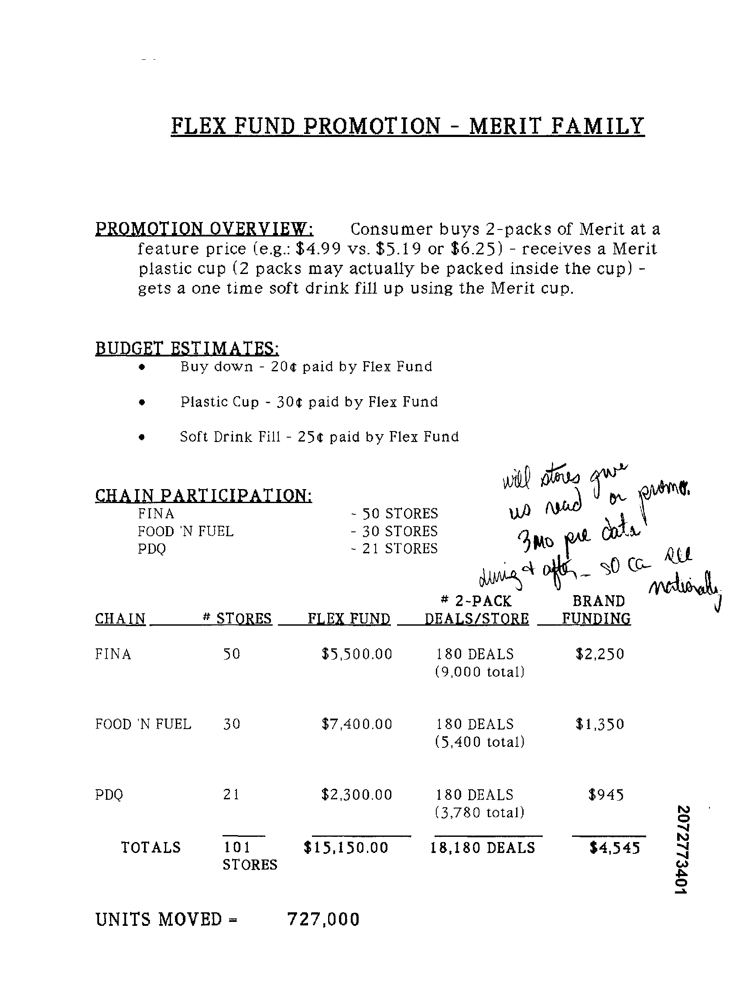 FLEX FUND PROMOTION - MERIT FAMILY
PROMOTION OVERVIEW: Consumer buys 2-packs of Merit at a
feature price (e.g.: $4.99 vs. $5.19 or $6.25) - receives a Merit
plastic cup (2 packs may actually be packed inside the cup) -
gets a one time soft drink fill up using the Merit cup.
BUDGET ESTIMATES:
• Buy down - 20¢ paid by Flex Fund
• Plastic Cup - 30¢ paid by Flex Fund
• Soft Drink Fill - 25¢ paid by Flex Fund
will stores give
us read or promo.
3 mo pre data
during & after - so ca
nationally
CHAIN PARTICIPATION:
FINA - 50 STORES
FOOD 'N FUEL - 30 STORES
PDQ - 21 STORES
# 2-PACK BRAND
CHAIN # STORES FLEX FUND DEALS/STORE FUNDING
FINA 50 $5,500.00 180 DEALS $2,250
(9,000 total)
FOOD 'N FUEL 30 $7,400.00 180 DEALS $1,350
(5,400 total)
PDQ 21 $2,300.00 180 DEALS $945
(3,780 total)
TOTALS 101 $15,150.00 18,180 DEALS $4,545
STORES
UNITS MOVED = 727,000
2072773401